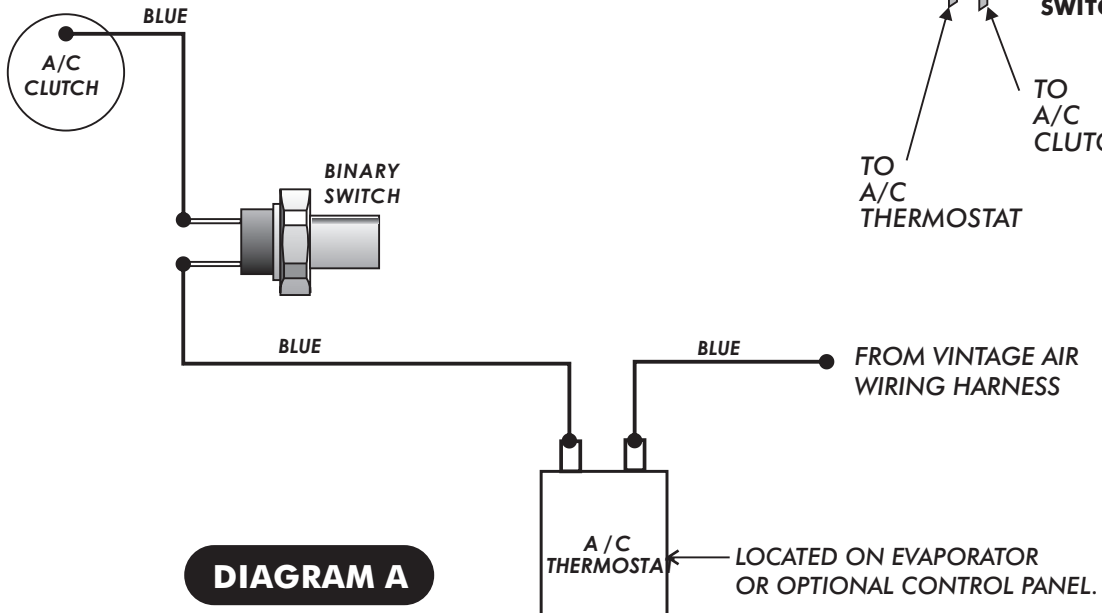 BLUE
A/C
CLUTCH
BINARY
SWITCH
TO
A/C
TO
A/C
THERMOSTAT
BLUE
BLUE
FROM VINTAGE AIR
WIRING HARNESS
A/C
THERMOSTAT
LOCATED ON EVAPORATOR
OR OPTIONAL CONTROL PANEL.
DIAGRAM A